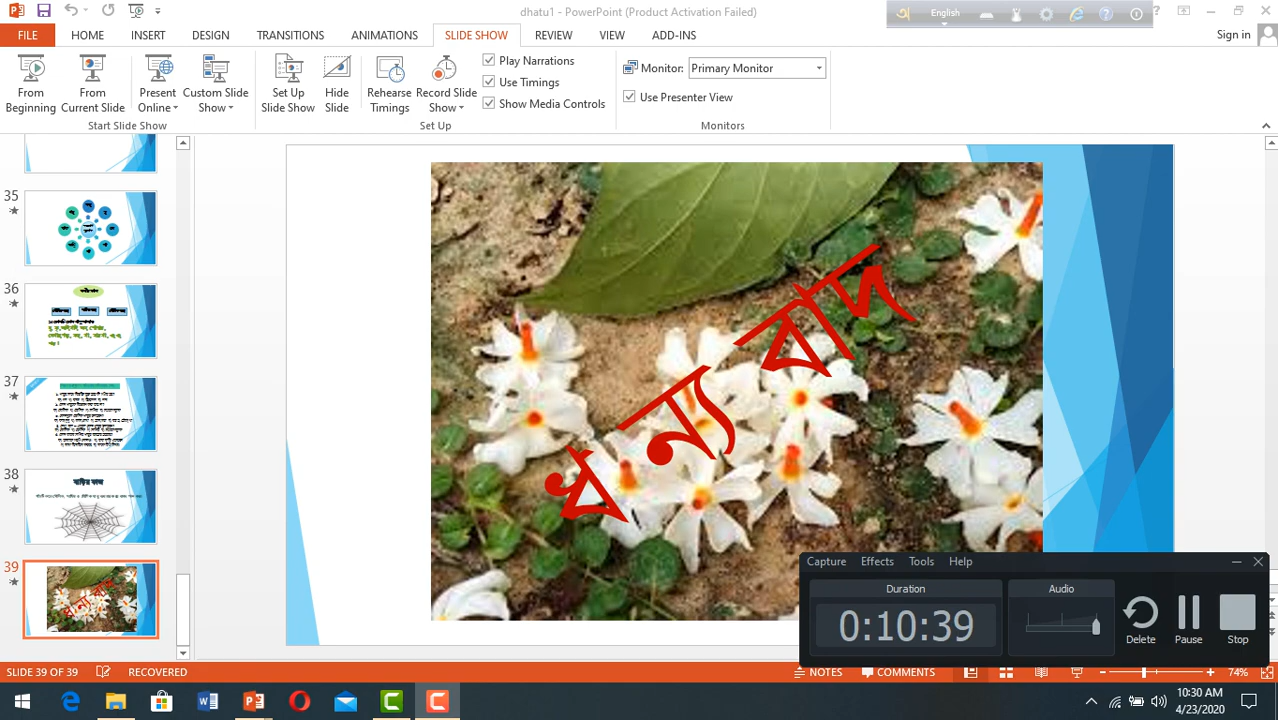 dhatu1 - PowerPoint (Product Activation Failed)
English
FILE HOME INSERT DESIGN TRANSITIONS ANIMATIONS SLIDE SHOW REVIEW VIEW ADD-INS Sign in
From Beginning
From Current Slide
Present Online
Custom Slide Show
Set Up Slide Show
Hide Slide
Rehearse Timings
Record Slide Show
Play Narrations
Use Timings
Show Media Controls
Monitor: Primary Monitor
Use Presenter View
Start Slide Show
Set Up
Monitors
35
36
37
38
বাড়ির কাজ
39
ধন্যবাদ
Capture Effects Tools Help
Duration
0:10:39
Audio
Delete
Pause
Stop
SLIDE 39 OF 39 RECOVERED NOTES COMMENTS 74%
10:30 AM
4/23/2020